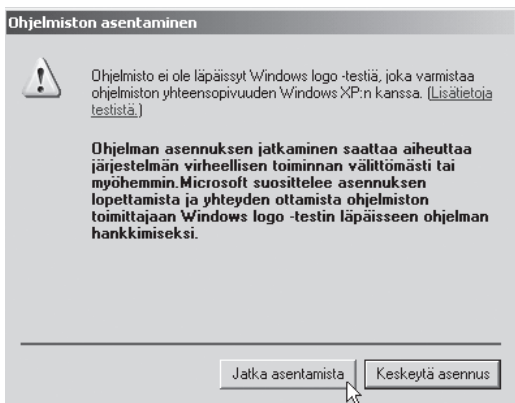 Ohjelmiston asentaminen
Ohjelmisto ei ole läpäissyt Windows logo -testiä, joka varmistaa
ohjelmiston yhteensopivuuden Windows XP:n kanssa. (Lisätietoja
testistä.)
Ohjelman asennuksen jatkaminen saattaa aiheuttaa
järjestelmän virheellisen toiminnan välittömästi tai
myöhemmin.Microsoft suosittelee asennuksen
lopettamista ja yhteyden ottamista ohjelmiston
toimittajaan Windows logo -testin läpäisseen ohjelman
hankkimiseksi.
Jatka asentamista Keskeytä asennus